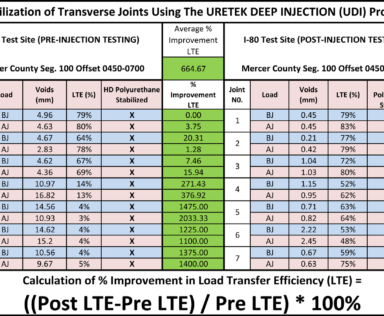 ilization of Transverse Joints Using The URETEK DEEP INJECTION (UDI) Pro
Test Site (PRE-INJECTION TESTING)
Average %
Improvement
LTE
I-80 Test Site (POST-INJECTION TEST
cer County Seg. 100 Offset 0450-0700
664.67
Mercer County Seg. 100 Offset 0450
Load Voids (mm) LTE (%) HD Polyurethane Stabilized % Improvement LTE Joint N0. Load Voids (mm) LTE (%) Pol S
BJ 4.96 79% X 0.00 1 BJ 0.45 79%
AJ 4.63 80% X 3.75 AJ 0.45 83%
BJ 4.67 64% X 20.31 2 BJ 0.21 77%
AJ 2.83 78% X 1.28 AJ 0.42 79%
BJ 4.62 67% X 7.46 3 BJ 1.04 72%
AJ 4.36 69% X 15.94 AJ 1.03 80%
BJ 10.97 14% X 271.43 4 BJ 1.15 52%
AJ 16.82 13% X 376.92 AJ 0.95 62%
BJ 14.56 4% X 1475.00 5 BJ 0.71 63%
AJ 10.93 3% X 2033.33 AJ 0.82 64%
BJ 14.62 4% X 1225.00 6 BJ 2.22 53%
AJ 15.2 4% X 1100.00 AJ 2.45 48%
BJ 10.56 4% X 1375.00 7 BJ 0.67 59%
AJ 9.67 5% X 1400.00 AJ 0.63 75%
Calculation of % Improvement in Load Transfer Efficiency (LTE) =
((Post LTE-Pre LTE) / Pre LTE) * 100%